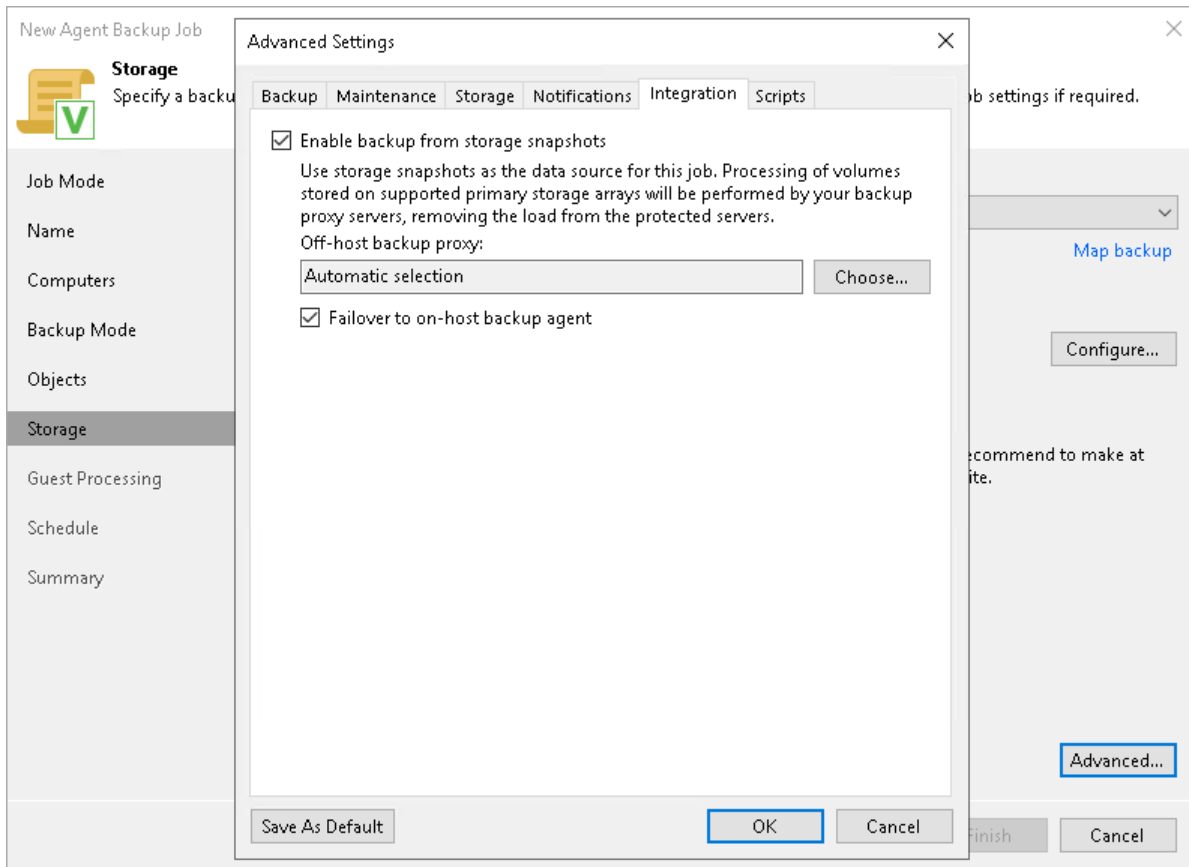 New Agent Backup Job
Storage
Specify a backu
ob settings if required.
Job Mode
Name
Computers
Backup Mode
Objects
Storage
Guest Processing
Schedule
Summary
Advanced Settings
Backup Maintenance Storage Notifications Integration Scripts
Enable backup from storage snapshots
Use storage snapshots as the data source for this job. Processing of volumes
stored on supported primary storage arrays will be performed by your backup
proxy servers, removing the load from the protected servers.
Off-host backup proxy:
Automatic selection
Choose...
Failover to on-host backup agent
Save As Default
OK
Cancel
Map backup
Configure...
ecommend to make at
ite.
Advanced...
Finish
Cancel